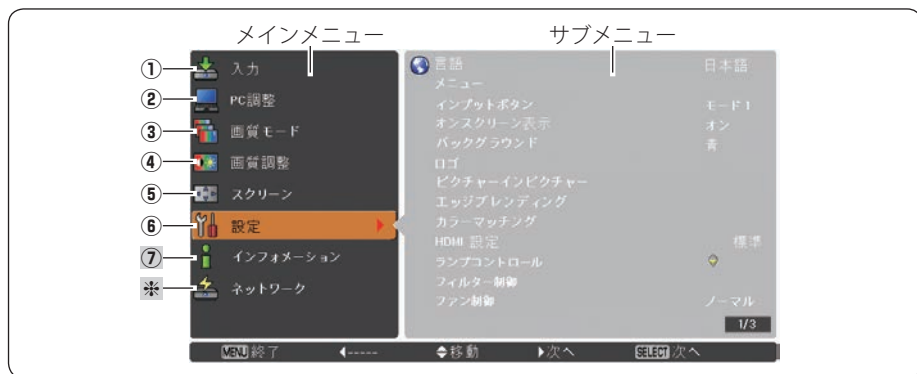 メインメニュー
サブメニュー
① 入力
② PC調整
③ 画質モード
④ 画質調整
⑤ スクリーン
⑥ 設定
⑦ インフォメーション
※ ネットワーク
言語 日本語
メニュー
インプットボタン モード1
オンスクリーン表示 オン
バックグラウンド 青
ロゴ
ピクチャーインピクチャー
エッジブレンディング
カラーマッチング
HDMI 設定 標準
ランプコントロール
フィルター制御
ファン制御 ノーマル
1/3
MENU 終了 ◀----- 移動 ▶次へ SELECT 次へ